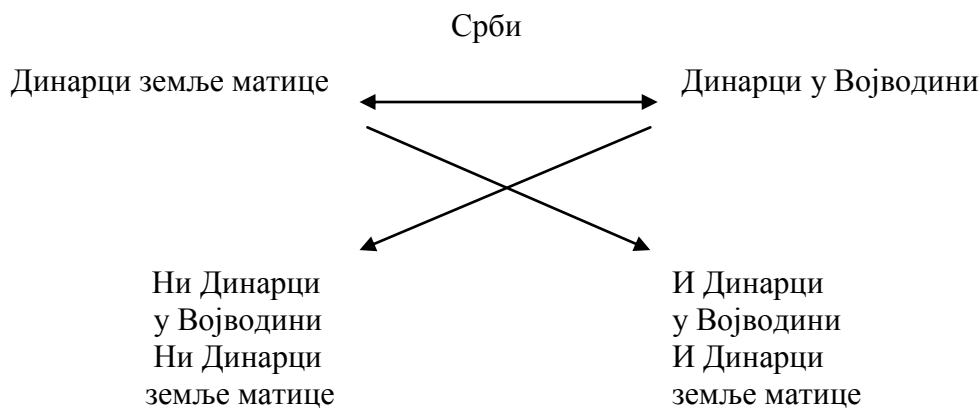 Срби
Динарци земље матице
Динарци у Војводини
Ни Динарци
у Војводини
Ни Динарци
земље матице
И Динарци
у Војводини
И Динарци
земље матице